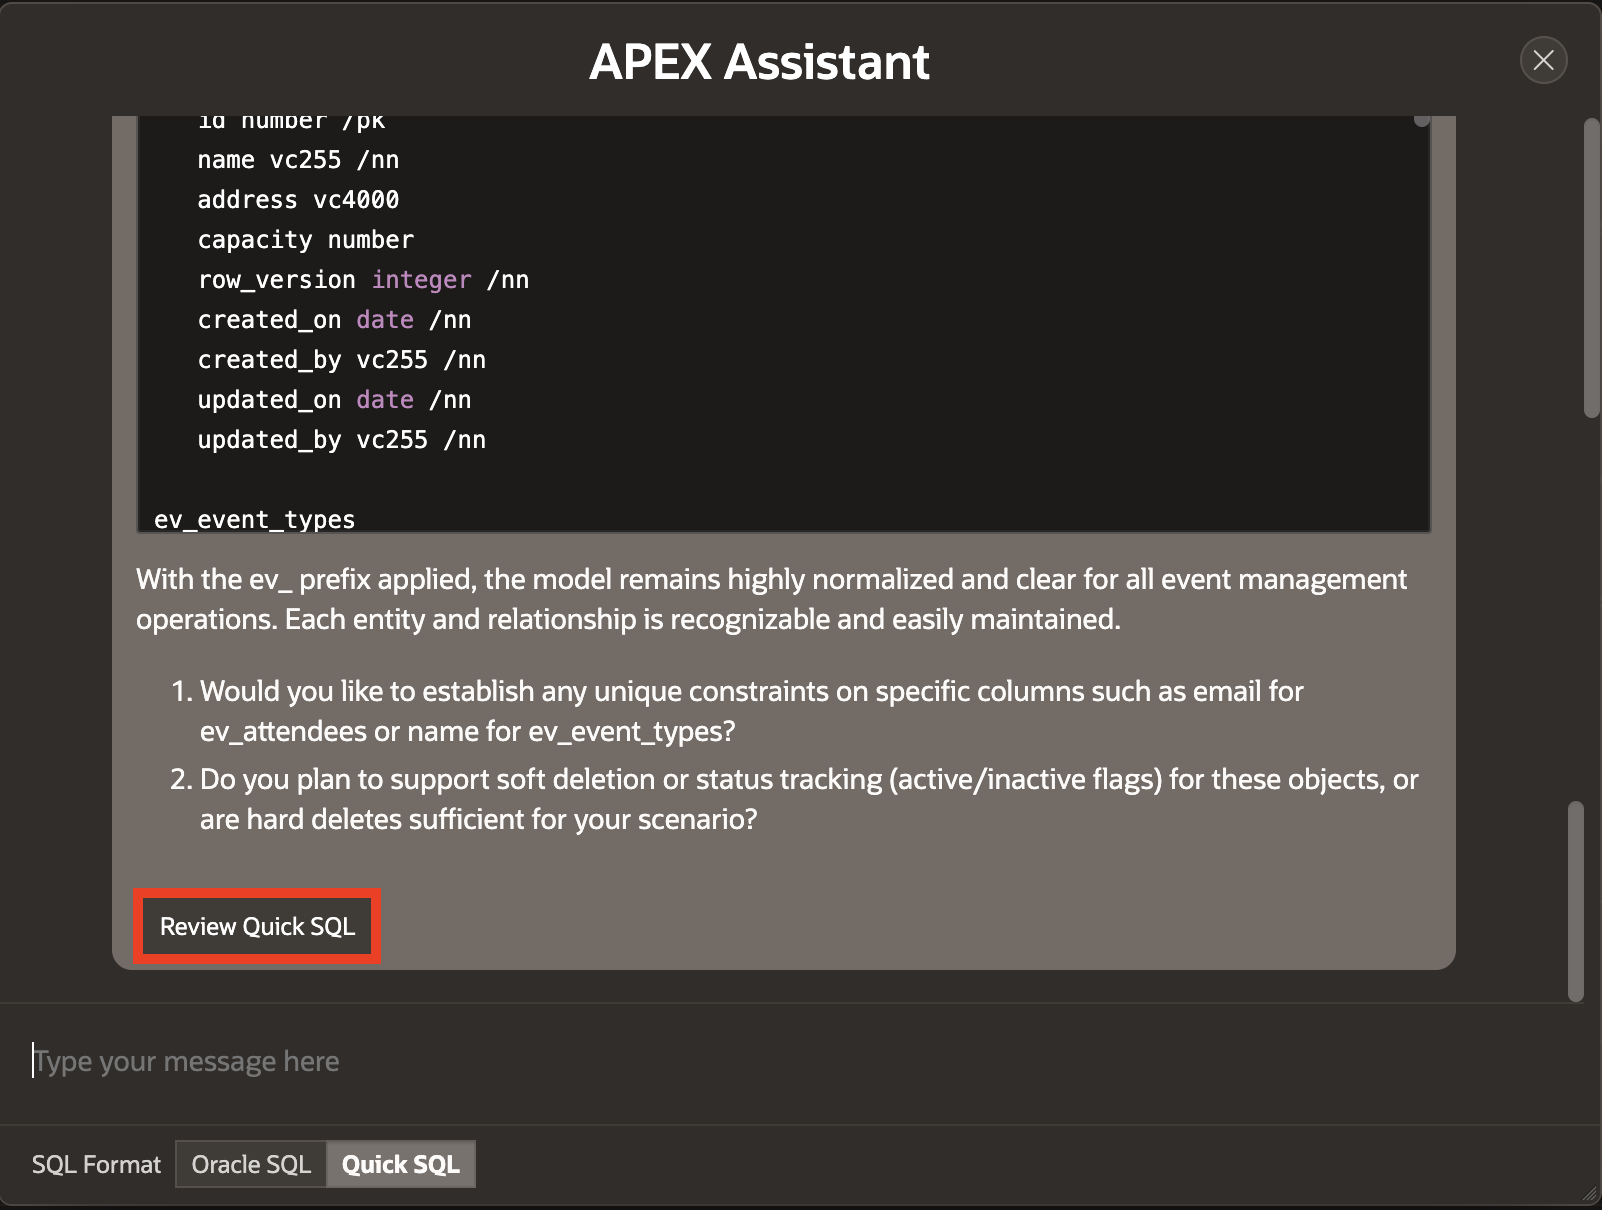 APEX Assistant
id number /pk
name vc255 /nn
address vc4000
capacity number
row_version integer /nn
created_on date /nn
created_by vc255 /nn
updated_on date /nn
updated_by vc255 /nn
ev_event_types
With the ev_ prefix applied, the model remains highly normalized and clear for all event management
operations. Each entity and relationship is recognizable and easily maintained.
1. Would you like to establish any unique constraints on specific columns such as email for
ev_attendees or name for ev_event_types?
2. Do you plan to support soft deletion or status tracking (active/inactive flags) for these objects, or
are hard deletes sufficient for your scenario?
Review Quick SQL
Type your message here
SQL Format Oracle SQL Quick SQL